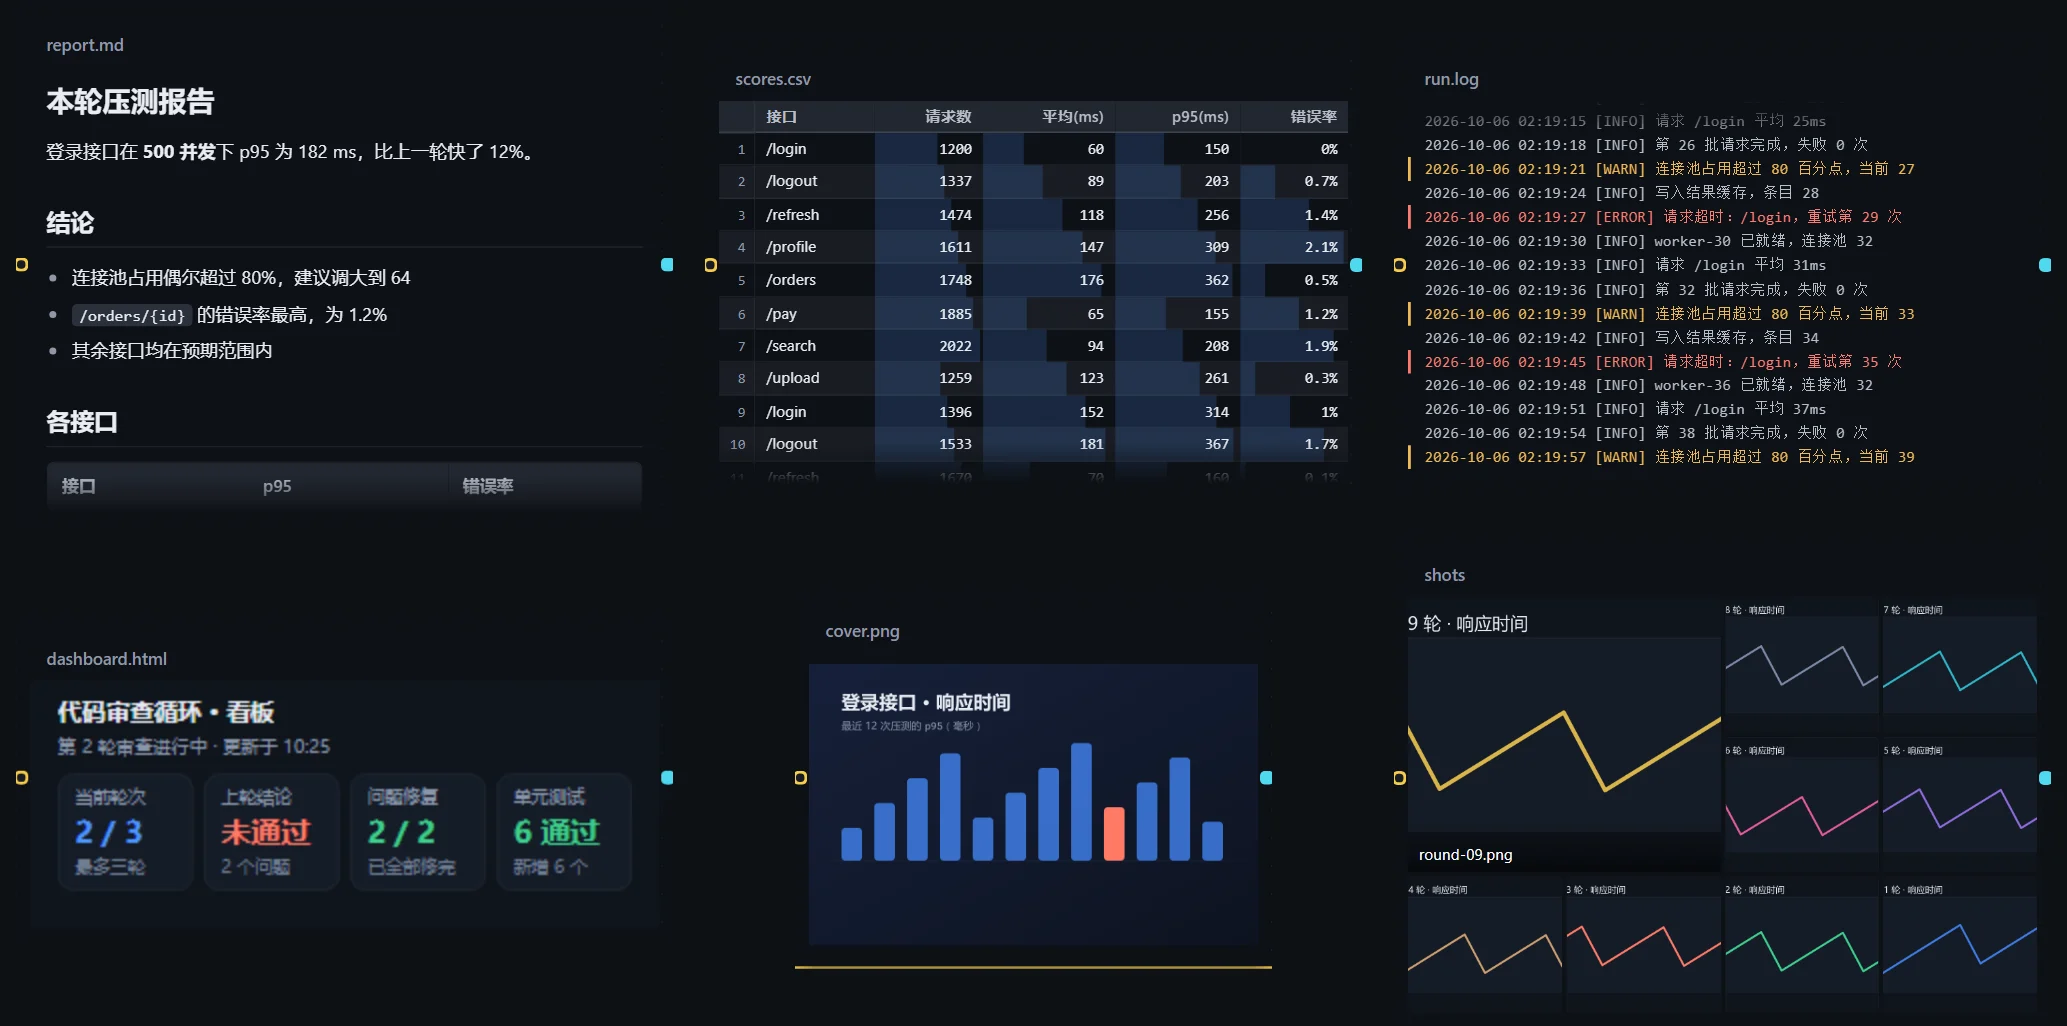 report.md
本轮压测报告
登录接口在 500 并发下 p95 为 182 ms，比上一轮快了 12%。
结论
连接池占用偶尔超过 80%，建议调大到 64
/orders/{id} 的错误率最高，为 1.2%
其余接口均在预期范围内
各接口
接口 p95 错误率
scores.csv
接口 请求数 平均(ms) p95(ms) 错误率
1 /login 1200 60 150 0%
2 /logout 1337 89 203 0.7%
3 /refresh 1474 118 256 1.4%
4 /profile 1611 147 309 2.1%
5 /orders 1748 176 362 0.5%
6 /pay 1885 65 155 1.2%
7 /search 2022 94 208 1.9%
8 /upload 1259 123 261 0.3%
9 /login 1396 152 314 1%
10 /logout 1533 181 367 1.7%
11 /refresh 1670 70 160 0.1%
run.log
2026-10-06 02:19:15 [INFO] 请求 /login 平均 25ms
2026-10-06 02:19:18 [INFO] 第 26 批请求完成，失败 0 次
2026-10-06 02:19:21 [WARN] 连接池占用超过 80 百分点，当前 27
2026-10-06 02:19:24 [INFO] 写入结果缓存，条目 28
2026-10-06 02:19:27 [ERROR] 请求超时：/login，重试第 29 次
2026-10-06 02:19:30 [INFO] worker-30 已就绪，连接池 32
2026-10-06 02:19:33 [INFO] 请求 /login 平均 31ms
2026-10-06 02:19:36 [INFO] 第 32 批请求完成，失败 0 次
2026-10-06 02:19:39 [WARN] 连接池占用超过 80 百分点，当前 33
2026-10-06 02:19:42 [INFO] 写入结果缓存，条目 34
2026-10-06 02:19:45 [ERROR] 请求超时：/login，重试第 35 次
2026-10-06 02:19:48 [INFO] worker-36 已就绪，连接池 32
2026-10-06 02:19:51 [INFO] 请求 /login 平均 37ms
2026-10-06 02:19:54 [INFO] 第 38 批请求完成，失败 0 次
2026-10-06 02:19:57 [WARN] 连接池占用超过 80 百分点，当前 39
dashboard.html
代码审查循环 · 看板
第 2 轮审查进行中 · 更新于 10:25
当前轮次
2 / 3
最多三轮
上轮结论
未通过
2 个问题
问题修复
2 / 2
已全部修完
单元测试
6 通过
新增 6 个
cover.png
登录接口 · 响应时间
最近 12 次压测的 p95（毫秒）
shots
9 轮 · 响应时间
round-09.png
8 轮 · 响应时间
7 轮 · 响应时间
6 轮 · 响应时间
5 轮 · 响应时间
4 轮 · 响应时间
3 轮 · 响应时间
2 轮 · 响应时间
1 轮 · 响应时间